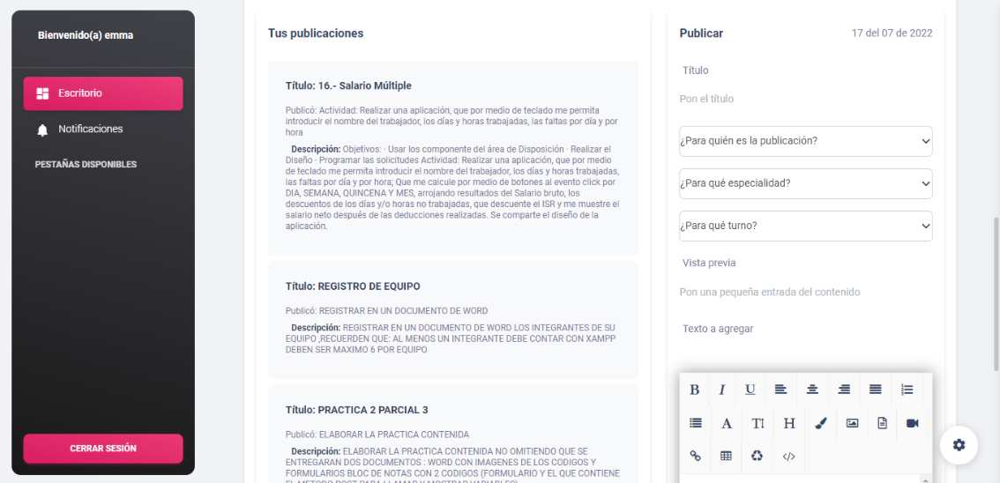 Bienvenido(a) emma
Escritorio
Notificaciones
PESTAÑAS DISPONIBLES
CERRAR SESIÓN
Tus publicaciones
Título: 16.- Salario Múltiple
Publicó: Actividad: Realizar una aplicación, que por medio de teclado me permita
introducir el nombre del trabajador, los días y horas trabajadas, las faltas por día y por
hora
Descripción: Objetivos: · Usar los componente del área de Disposición · Realizar el
Diseño · Programar las solicitudes Actividad: Realizar una aplicación, que por medio
de teclado me permita introducir el nombre del trabajador, los días y horas trabajadas,
las faltas por día y por hora; Que me calcule por medio de botones al evento click por
DIA, SEMANA, QUINCENA Y MES, arrojando resultados del Salario bruto, los
descuentos de los días y/o horas no trabajadas, que descuente el ISR y me muestre el
salario neto después de las deducciones realizadas. Se comparte el diseño de la
aplicación.
Título: REGISTRO DE EQUIPO
Publicó: REGISTRAR EN UN DOCUMENTO DE WORD
Descripción: REGISTRAR EN UN DOCUMENTO DE WORD LOS INTEGRANTES DE SU
EQUIPO ,RECUERDEN QUE: AL MENOS UN INTEGRANTE DEBE CONTAR CON XAMPP
DEBEN SER MAXIMO 6 POR EQUIPO
Título: PRACTICA 2 PARCIAL 3
Publicó: ELABORAR LA PRACTICA CONTENIDA
Descripción: ELABORAR LA PRACTICA CONTENIDA NO OMITIENDO QUE SE
ENTREGARAN DOS DOCUMENTOS : WORD CON IMAGENES DE LOS CODIGOS Y
FORMULARIOS BLOC DE NOTAS CON 2 CODIGOS (FORMULARIO Y EL QUE CONTIENE
EL METODO POST PARA LLAMAR Y MOSTRAR VARIABLES)
Publicar
17 del 07 de 2022
Título
Pon el título
¿Para quién es la publicación?
¿Para qué especialidad?
¿Para qué turno?
Vista previa
Pon una pequeña entrada del contenido
Texto a agregar